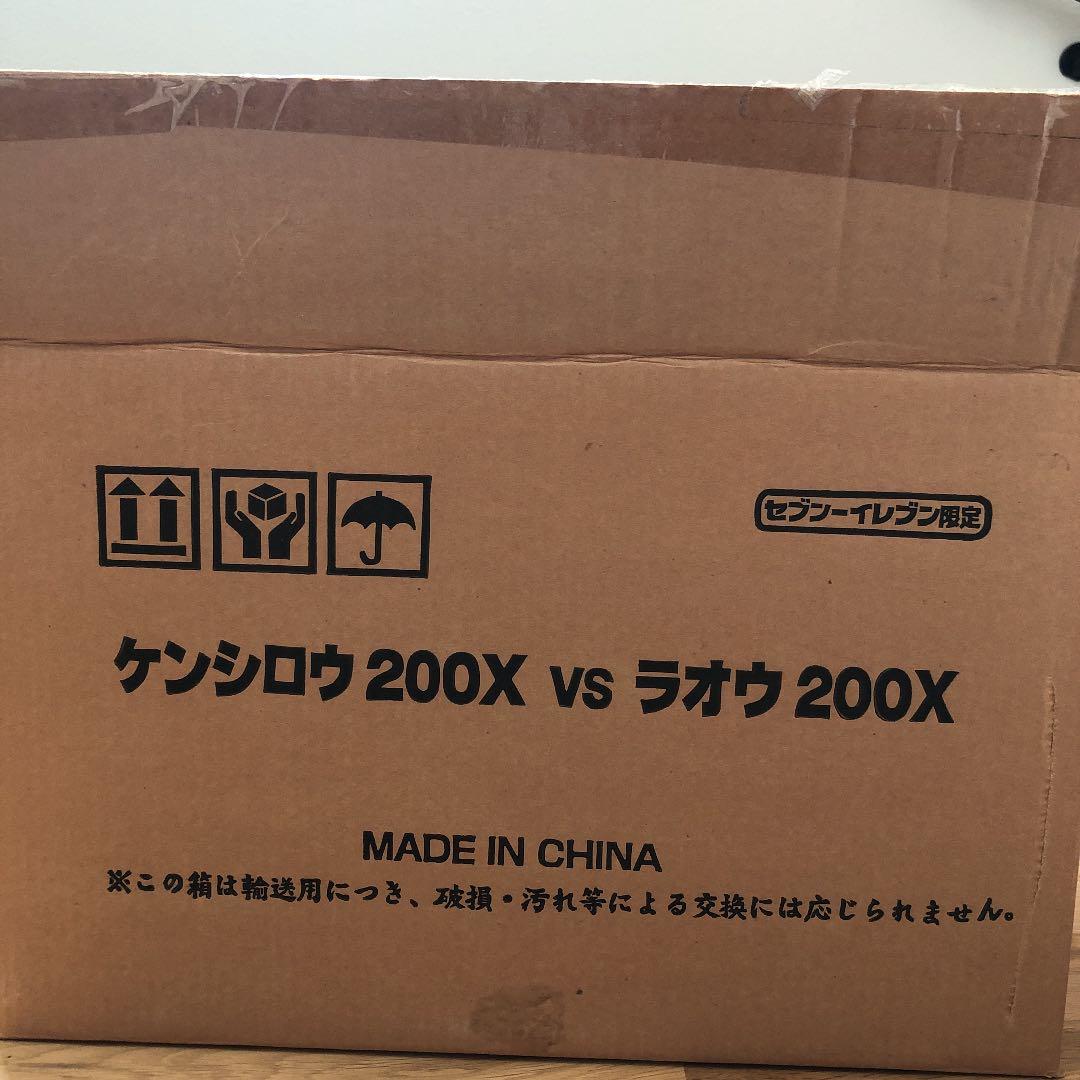 セブン-イレブン限定
ケンシロウ200X VS ラオウ200X
MADE IN CHINA
※この箱は輸送用につき、破損・汚れ等による交換には応じられません。